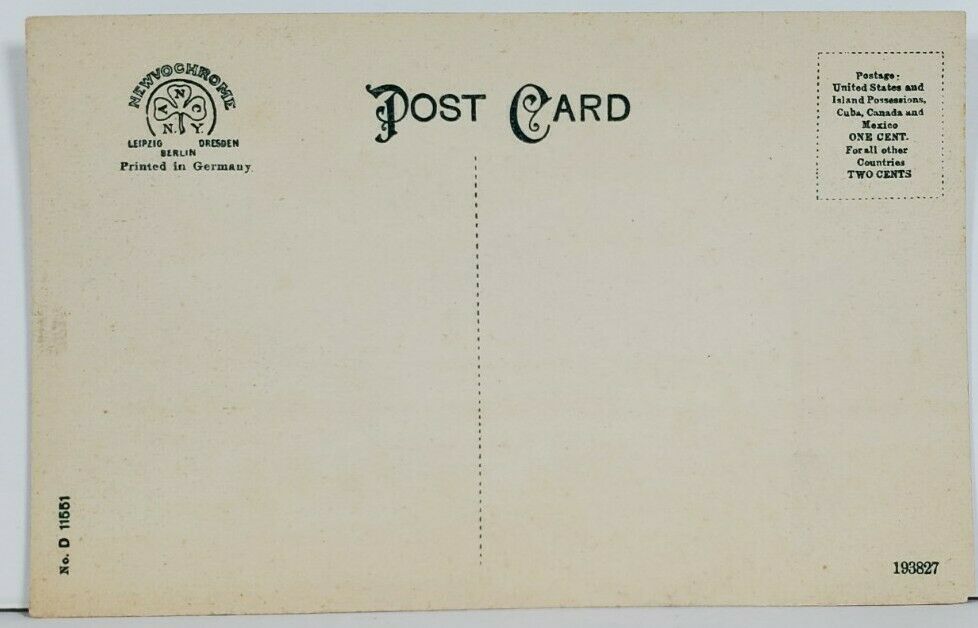 NEWVOCHROME
A N C
N. Y.
LEIPZIG DRESDEN
BERLIN
Printed in Germany
POST CARD
Postage:
United States and
Island Possessions,
Cuba, Canada and
Mexico
ONE CENT.
For all other
Countries
TWO CENTS
No. D 11551
193827